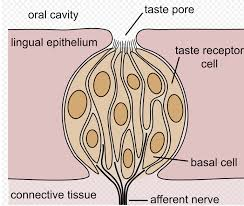 oral cavity
taste pore
lingual epithelium
taste receptor
cell
basal cell
connective tissue
afferent nerve